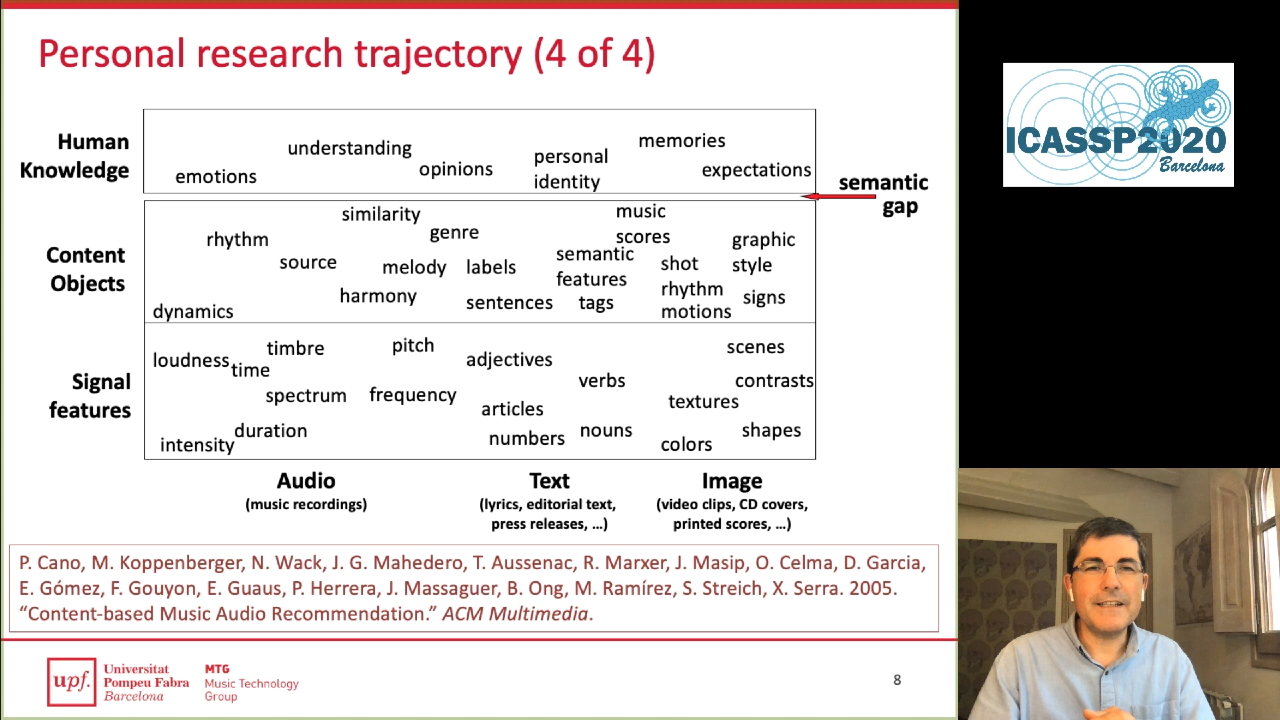 Personal research trajectory (4 of 4)
Human
Knowledge
understanding
memories
emotions
opinions
personal
identity
expectations
semantic
gap
Content
Objects
similarity
music
scores
rhythm
genre
graphic
style
source
melody
labels
semantic
features
shot
rhythm
harmony
sentences
tags
motions
signs
dynamics
Signal
features
loudness
timbre
pitch
adjectives
scenes
time
verbs
contrasts
spectrum
frequency
articles
textures
intensity
duration
numbers
nouns
colors
shapes
Audio
(music recordings)
Text
(lyrics, editorial text,
press releases, …)
Image
(video clips, CD covers,
printed scores, …)
P. Cano, M. Koppenberger, N. Wack, J. G. Mahedero, T. Aussenac, R. Marxer, J. Masip, O. Celma, D. Garcia,
E. Gómez, F. Gouyon, E. Guaus, P. Herrera, J. Massaguer, B. Ong, M. Ramírez, S. Streich, X. Serra. 2005.
“Content-based Music Audio Recommendation.” ACM Multimedia.
upf.
Universitat
Pompeu Fabra
Barcelona
MTG
Music Technology
Group
8
ICASSP2020
Barcelona